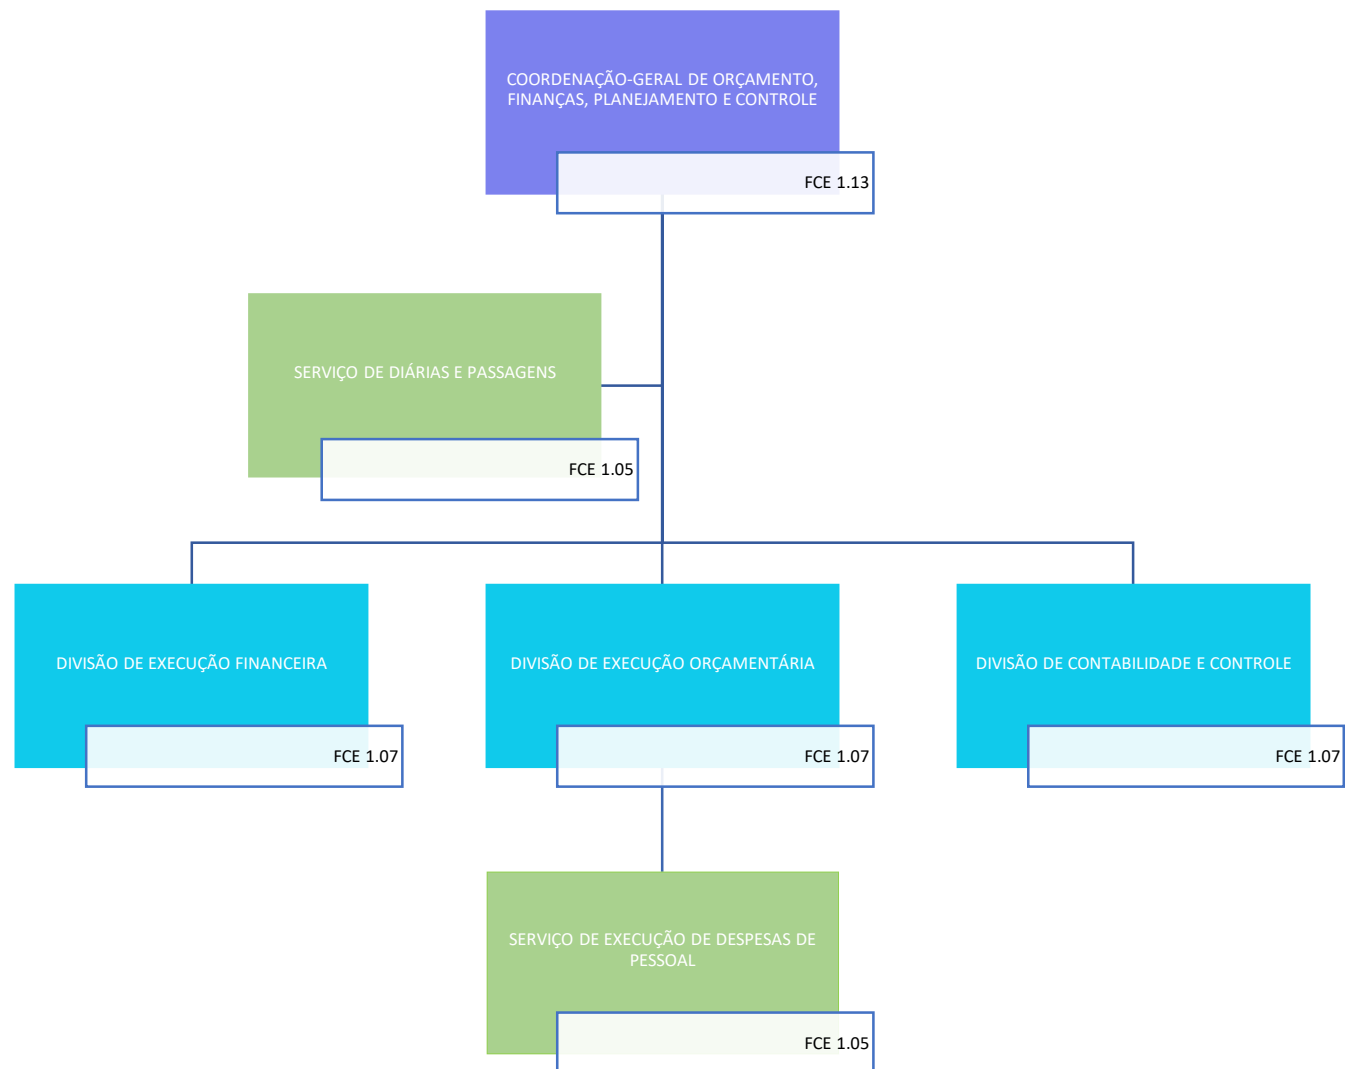 COORDENAÇÃO-GERAL DE ORÇAMENTO,
FINANÇAS, PLANEJAMENTO E CONTROLE
FCE 1.13
SERVIÇO DE DIÁRIAS E PASSAGENS
FCE 1.05
DIVISÃO DE EXECUÇÃO FINANCEIRA
FCE 1.07
DIVISÃO DE EXECUÇÃO ORÇAMENTÁRIA
FCE 1.07
DIVISÃO DE CONTABILIDADE E CONTROLE
FCE 1.07
SERVIÇO DE EXECUÇÃO DE DESPESAS DE
PESSOAL
FCE 1.05